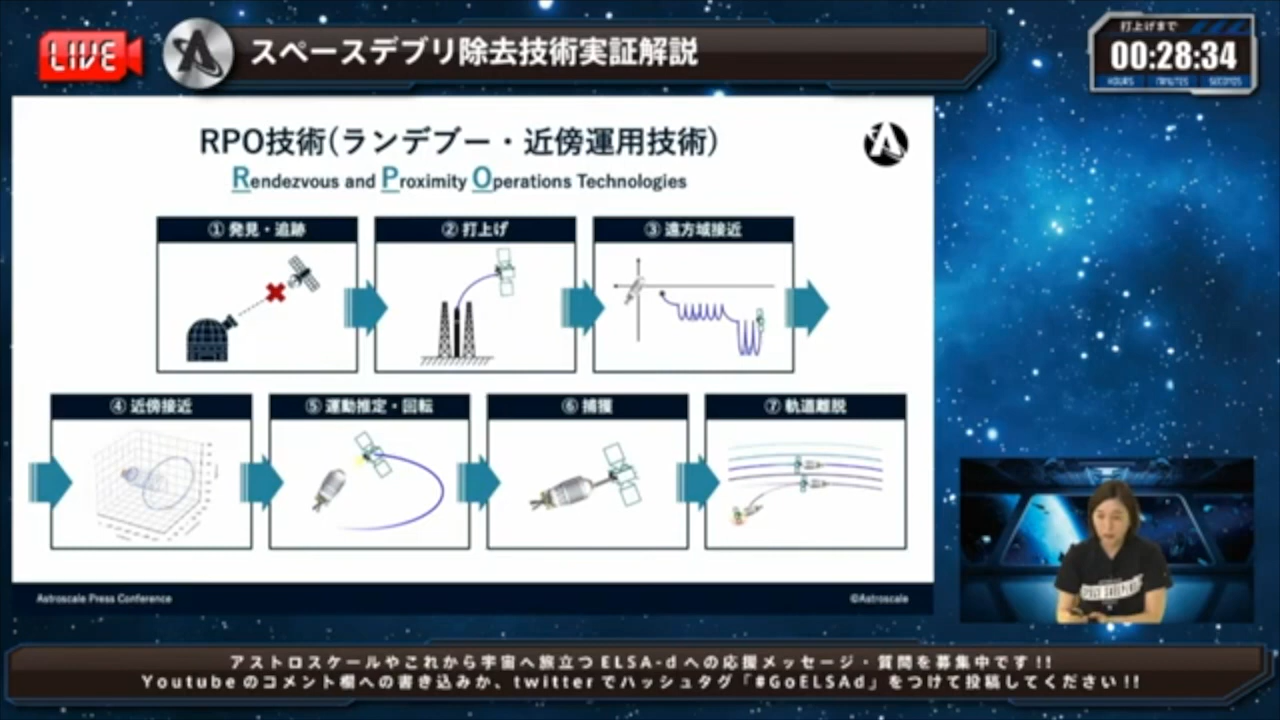 LIVE
スペースデブリ除去技術実証解説
打上げまで
00:28:34
HOURS MINUTES SECONDS
RPO技術(ランデブー・近傍運用技術)
Rendezvous and Proximity Operations Technologies
① 発見・追跡
② 打上げ
③ 遠方域接近
④ 近傍接近
⑤ 運動推定・回転
⑥ 捕獲
⑦ 軌道離脱
Astroscale Press Conference
©Astroscale
アストロスケールやこれから宇宙へ旅立つELSA-dへの応援メッセージ・質問を募集中です!!
Youtubeのコメント欄への書き込みか、twitterでハッシュタグ「#GoELSAd」をつけて投稿してください!!